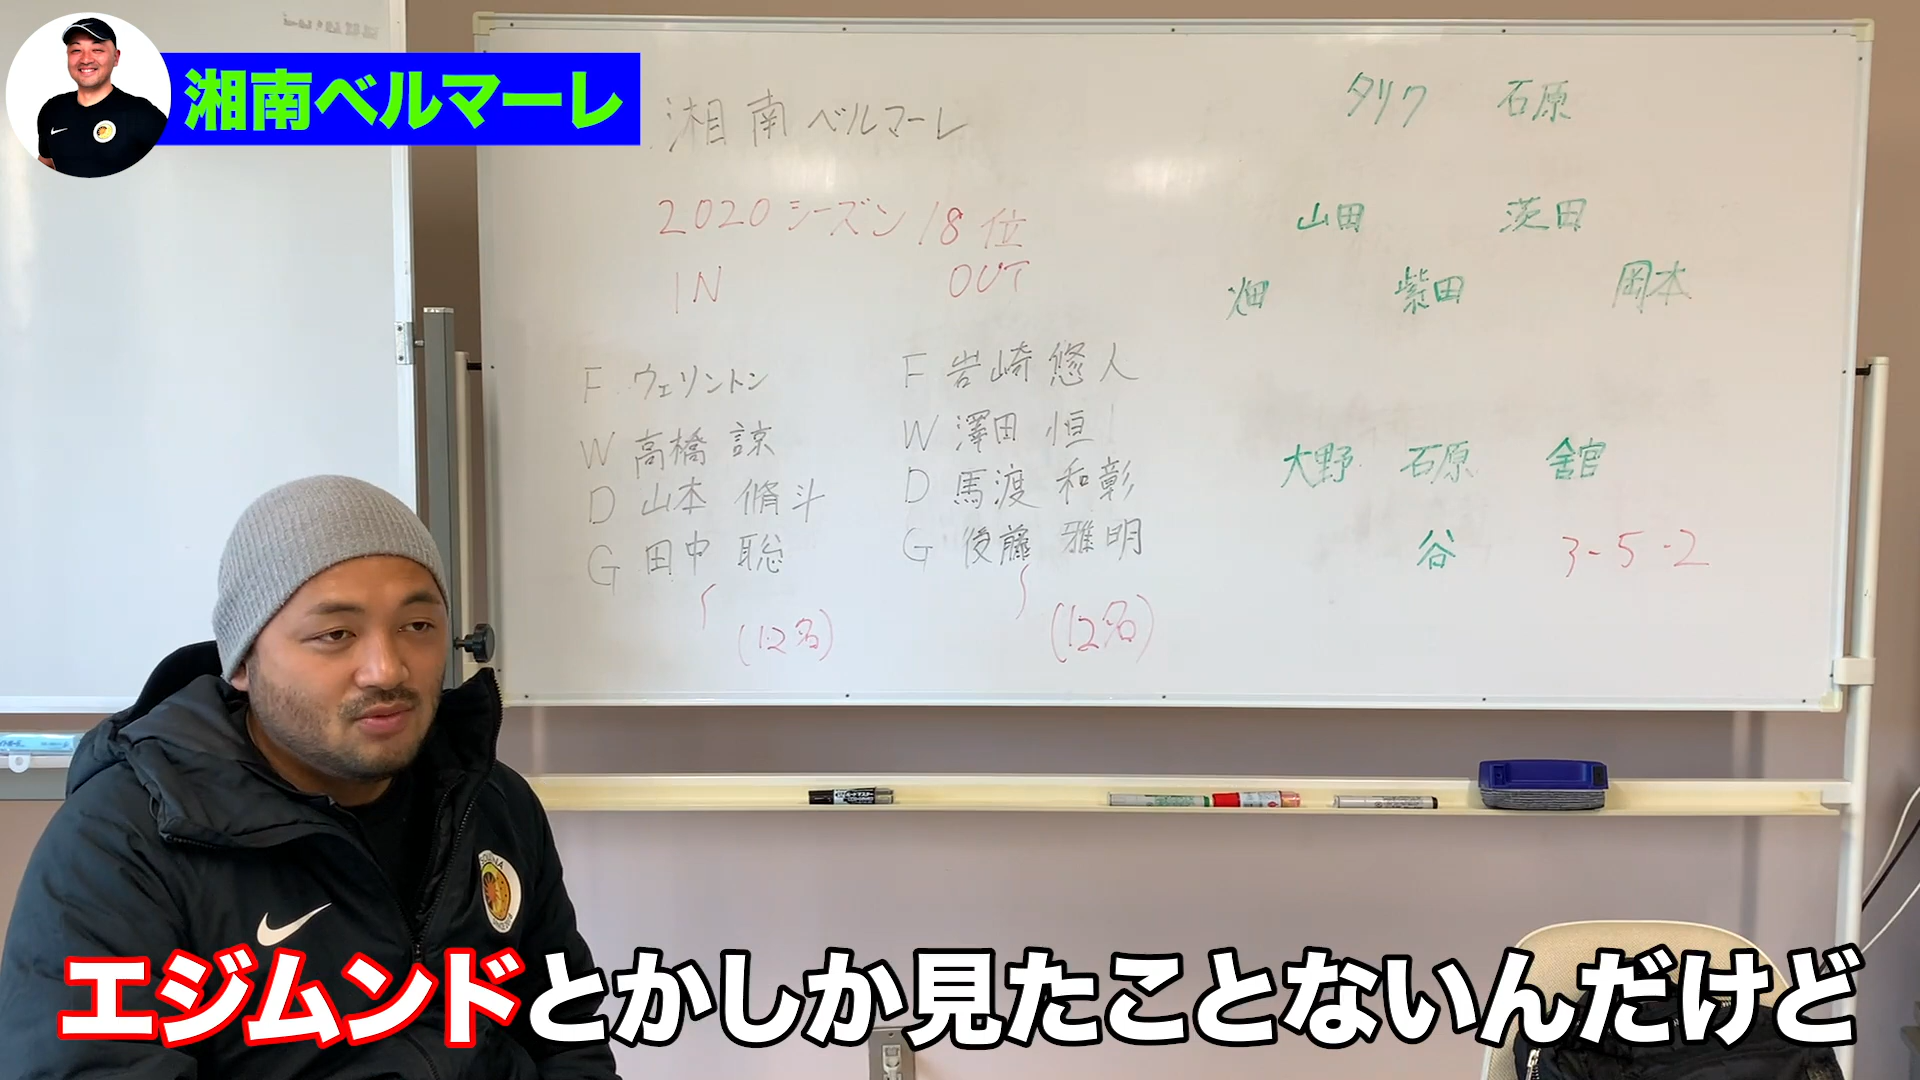 湘南ベルマーレ
湘南ベルマーレ
2020シーズン18位
IN OUT
F ウェリントン
W 高橋 諒
D 山本 脩斗
G 田中 聡
(12名)
F 岩崎 悠人
W 澤田 恒
D 馬渡 和彰
G 後藤 雅明
(12名)
タリク 石原
山田 茨田
畑 柴田 岡本
大野 石原 舘
谷 3-5-2
エジムンドとかしか見たことないんだけど